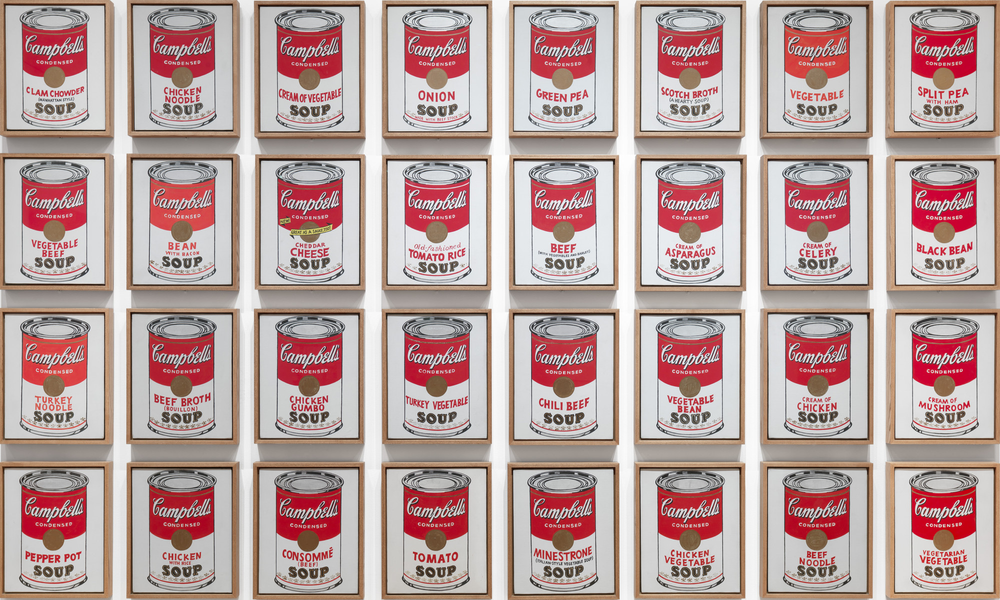 Campbell's
CONDENSED
CLAM CHOWDER
(MANHATTAN STYLE)
SOUP
Campbell's
CONDENSED
CHICKEN
NOODLE
SOUP
Campbell's
CONDENSED
CREAM OF VEGETABLE
SOUP
Campbell's
CONDENSED
ONION
SOUP
MADE WITH BEEF STOCK
Campbell's
CONDENSED
GREEN PEA
SOUP
Campbell's
CONDENSED
SCOTCH BROTH
(A HEARTY SOUP)
SOUP
Campbell's
CONDENSED
VEGETABLE
SOUP
Campbell's
CONDENSED
SPLIT PEA
WITH HAM
SOUP
Campbell's
CONDENSED
VEGETABLE
BEEF
SOUP
Campbell's
CONDENSED
BEAN
WITH BACON
SOUP
Campbell's
CONDENSED
NEW!
GREAT AS A SAUCE TOO!
CHEDDAR
CHEESE
SOUP
Campbell's
CONDENSED
Old-fashioned
TOMATO RICE
SOUP
Campbell's
CONDENSED
BEEF
(WITH VEGETABLES AND BARLEY)
SOUP
Campbell's
CONDENSED
CREAM OF
ASPARAGUS
SOUP
Campbell's
CONDENSED
CREAM OF
CELERY
SOUP
Campbell's
CONDENSED
BLACK BEAN
SOUP
Campbell's
CONDENSED
TURKEY
NOODLE
SOUP
Campbell's
CONDENSED
BEEF BROTH
(BOUILLON)
SOUP
Campbell's
CONDENSED
CHICKEN
GUMBO
SOUP
Campbell's
CONDENSED
TURKEY VEGETABLE
SOUP
Campbell's
CONDENSED
CHILI BEEF
SOUP
Campbell's
CONDENSED
VEGETABLE
BEAN
SOUP
Campbell's
CONDENSED
CREAM OF
CHICKEN
SOUP
Campbell's
CONDENSED
CREAM OF
MUSHROOM
SOUP
Campbell's
CONDENSED
PEPPER POT
SOUP
Campbell's
CONDENSED
CHICKEN
WITH RICE
SOUP
Campbell's
CONDENSED
CONSOMMÉ
(BEEF)
SOUP
Campbell's
CONDENSED
TOMATO
SOUP
Campbell's
CONDENSED
MINESTRONE
(ITALIAN-STYLE VEGETABLE SOUP)
SOUP
Campbell's
CONDENSED
CHICKEN
VEGETABLE
SOUP
Campbell's
CONDENSED
BEEF
NOODLE
SOUP
Campbell's
CONDENSED
VEGETARIAN
VEGETABLE
SOUP